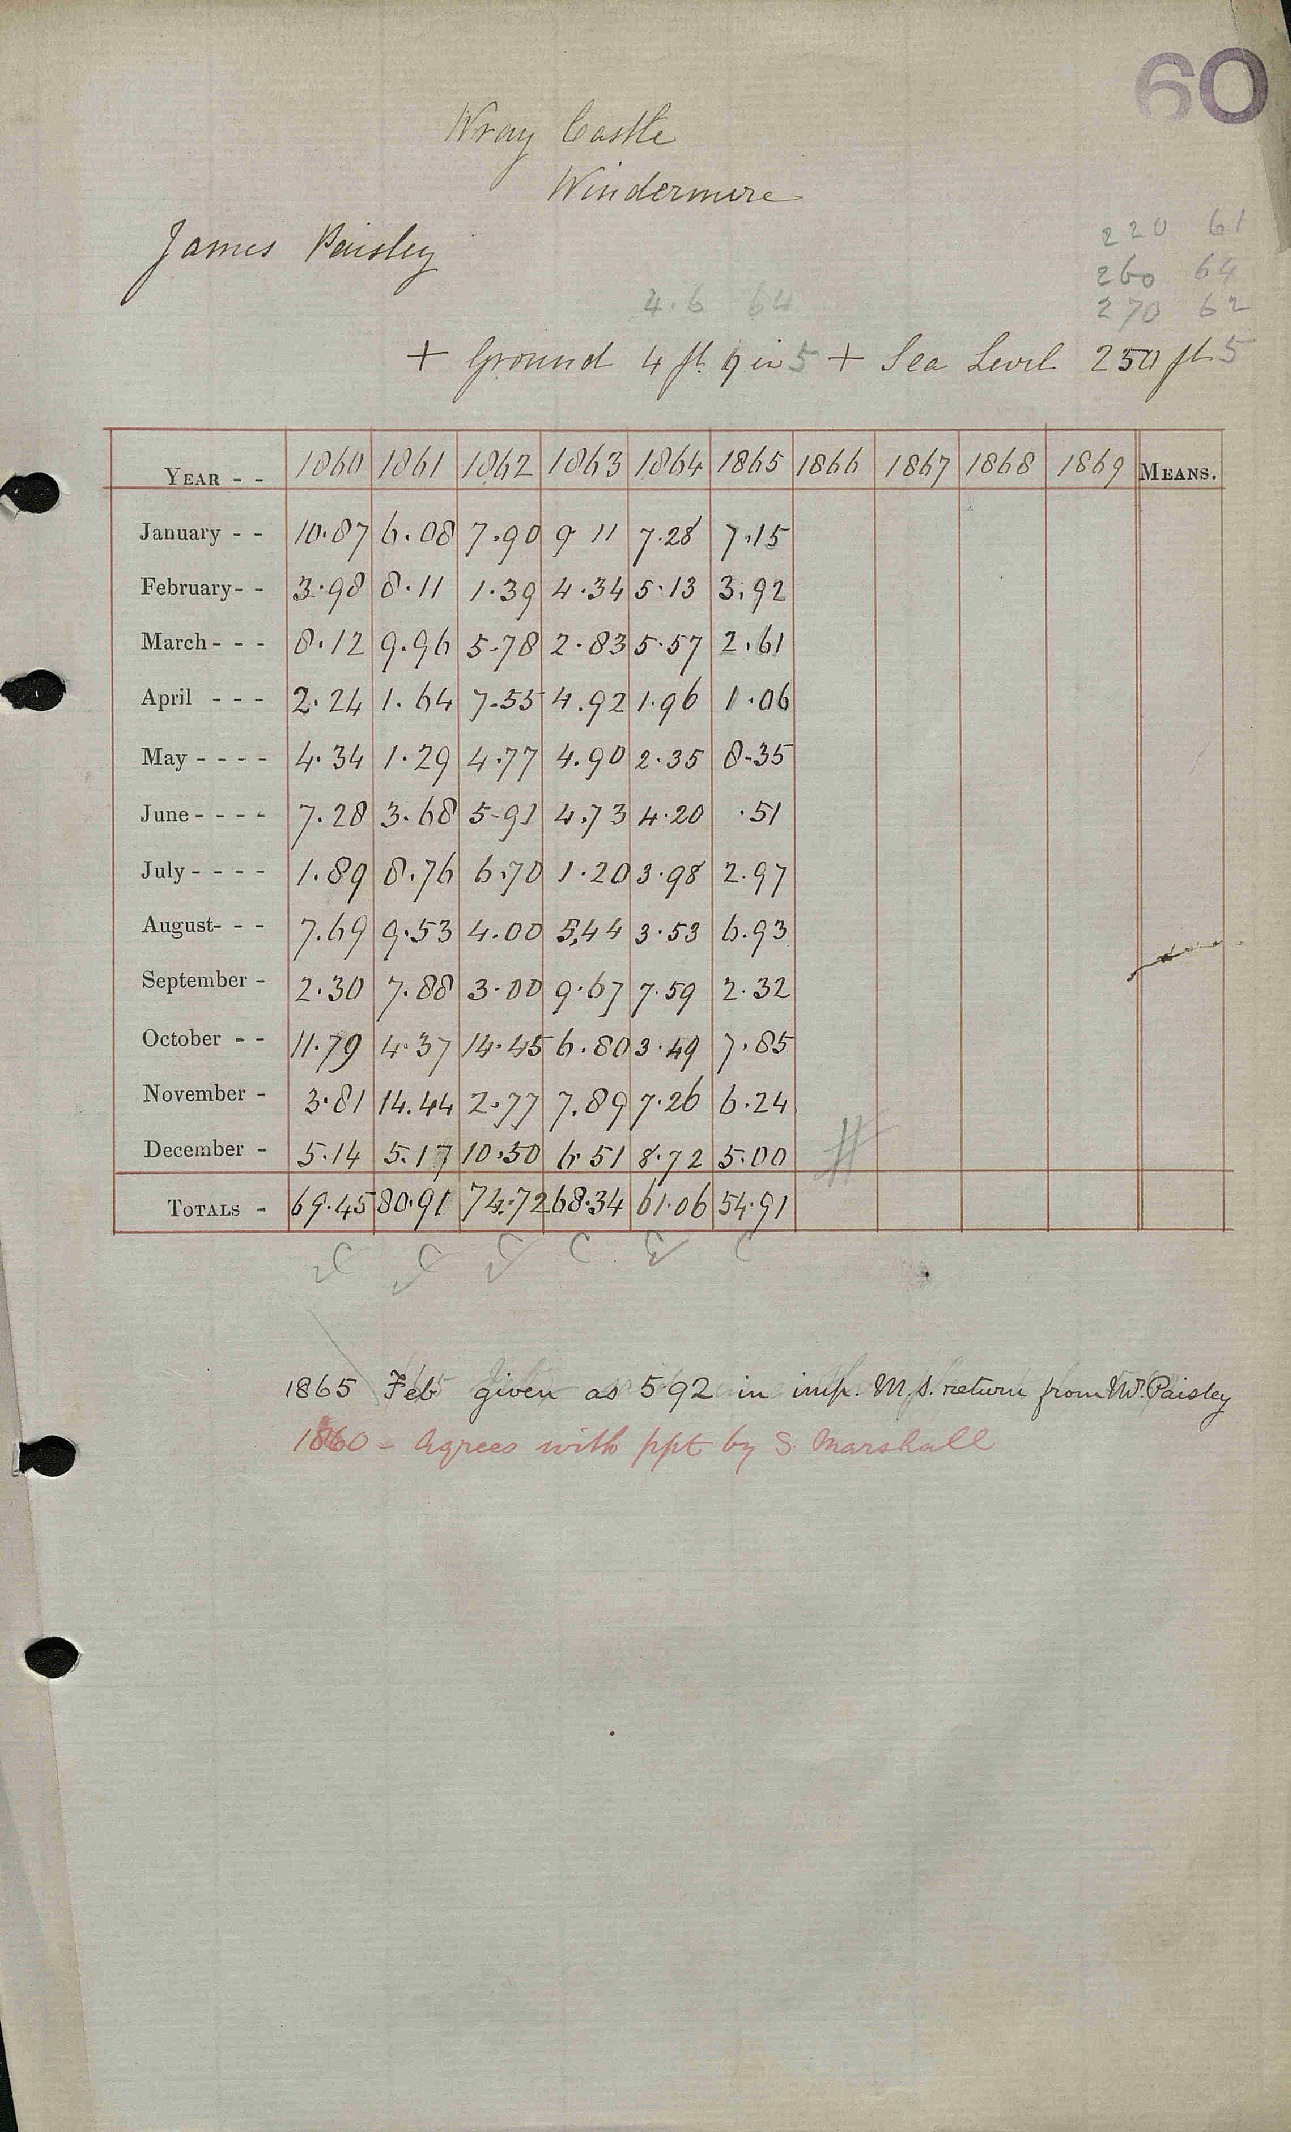 60
Wray Castle
Windermere
James Paisley
220 61
260 64
4.6 64 270 62
+ Ground 4 ft 9 in 5 + Sea Level 250 ft 5
YEAR - - 1860 1861 1862 1863 1864 1865 1866 1867 1868 1869 MEANS.
January - - 10.87 6.08 7.90 9 11 7.28 7.15
February - - 3.98 8.11 1.39 4.34 5.13 3.92
March - - - 8.12 9.96 5.78 2.83 5.57 2.61
April - - - 2.24 1.64 7.55 4.92 1.96 1.06
May - - - - 4.34 1.29 4.77 4.90 2.35 8.35
June - - - - 7.28 3.68 5.91 4.73 4.20 .51
July - - - - 1.89 8.76 6.70 1.20 3.98 2.97
August - - - 7.69 9.53 4.00 5.44 3.53 6.93
September - 2.30 7.88 3.00 9.67 7.59 2.32
October - - 11.79 4.37 14.45 6.80 3.49 7.85
November - 3.81 14.44 2.77 7.89 7.26 6.24
December - 5.14 5.17 10.50 6.51 8.72 5.00
TOTALS - 69.45 80.91 74.72 68.34 61.06 54.91
C C C C C C
1865 Feb given as 5.92 in imp. M.S. return from Mr. Paisley
1860 - Agrees with ppt by S. Marshall